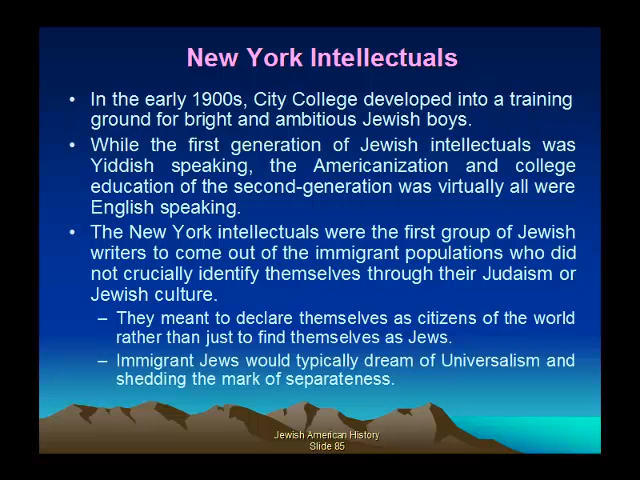 New York Intellectuals
• In the early 1900s, City College developed into a training
ground for bright and ambitious Jewish boys.
• While the first generation of Jewish intellectuals was
Yiddish speaking, the Americanization and college
education of the second-generation was virtually all were
English speaking.
• The New York intellectuals were the first group of Jewish
writers to come out of the immigrant populations who did
not crucially identify themselves through their Judaism or
Jewish culture.
– They meant to declare themselves as citizens of the world
rather than just to find themselves as Jews.
– Immigrant Jews would typically dream of Universalism and
shedding the mark of separateness.
Jewish American History
Slide 85